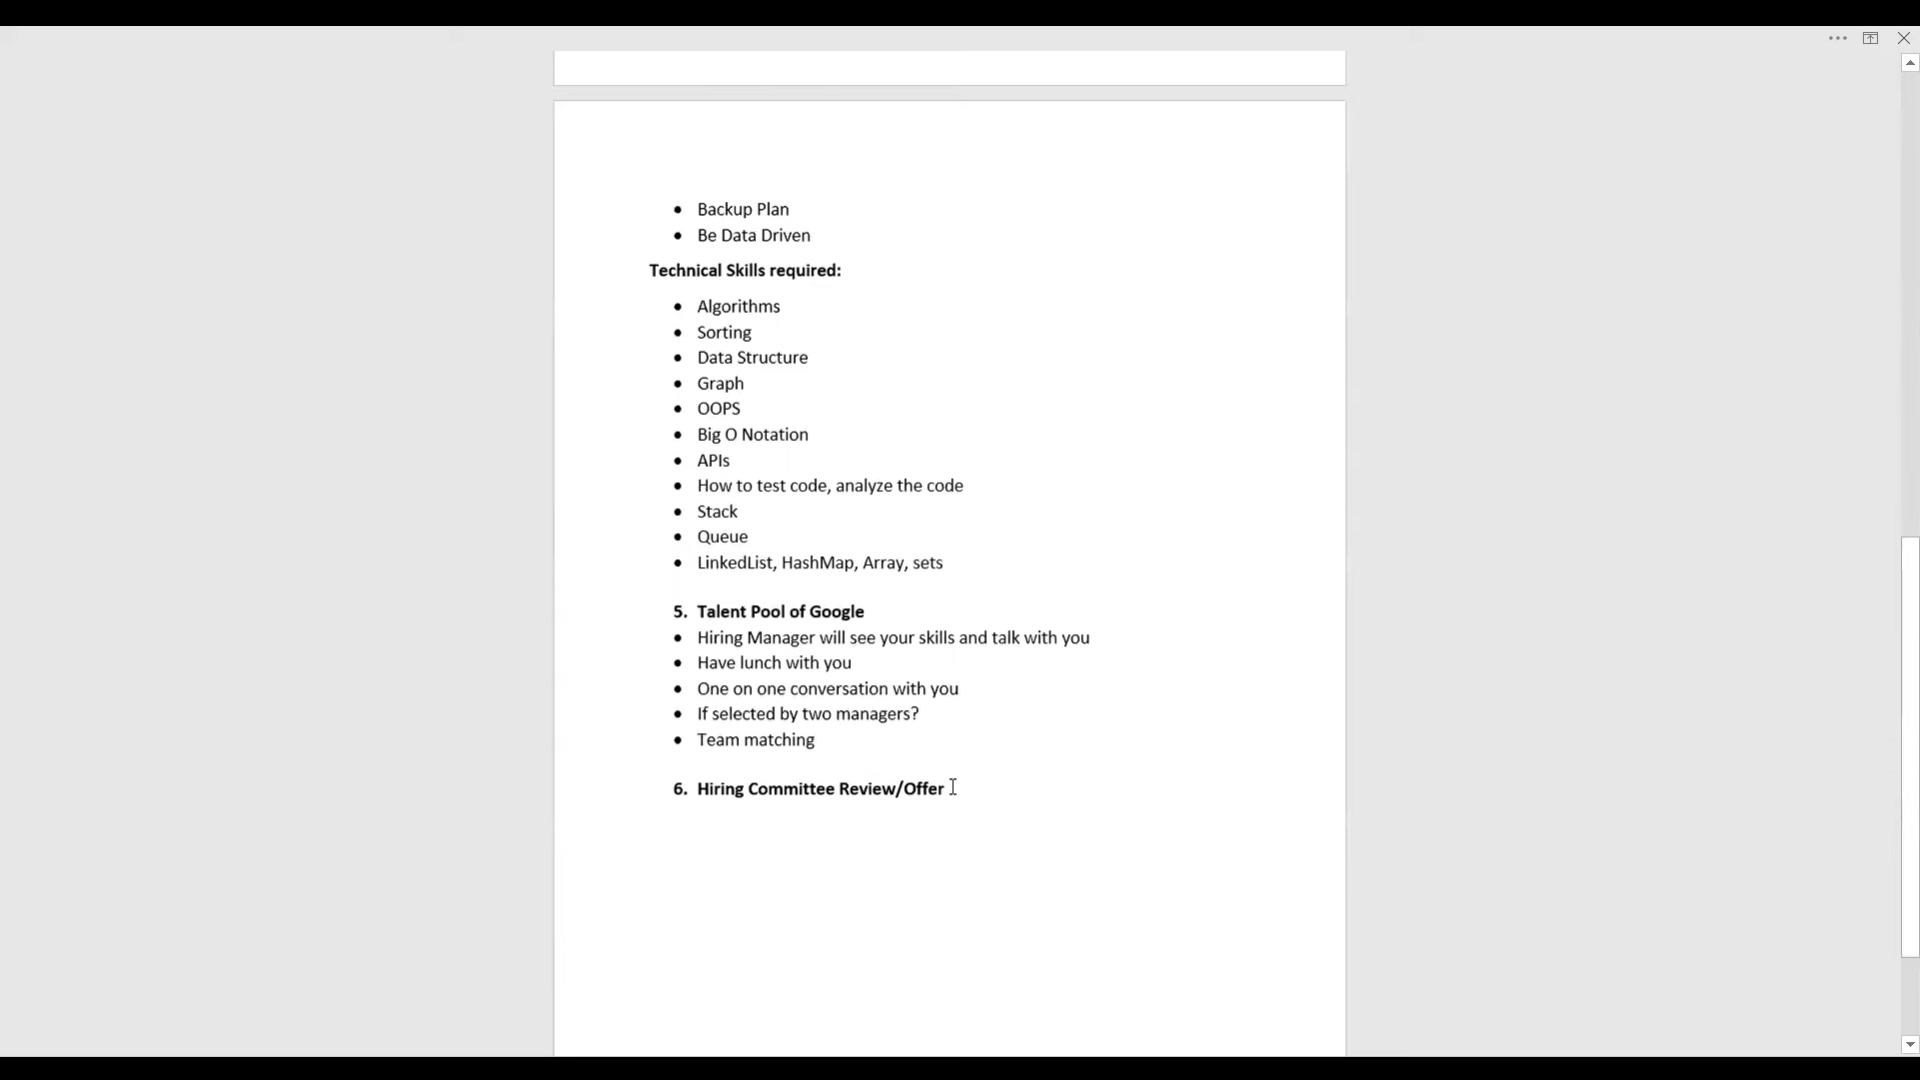 • Backup Plan
• Be Data Driven
Technical Skills required:
• Algorithms
• Sorting
• Data Structure
• Graph
• OOPS
• Big O Notation
• APIs
• How to test code, analyze the code
• Stack
• Queue
• LinkedList, HashMap, Array, sets
5. Talent Pool of Google
• Hiring Manager will see your skills and talk with you
• Have lunch with you
• One on one conversation with you
• If selected by two managers?
• Team matching
6. Hiring Committee Review/Offer